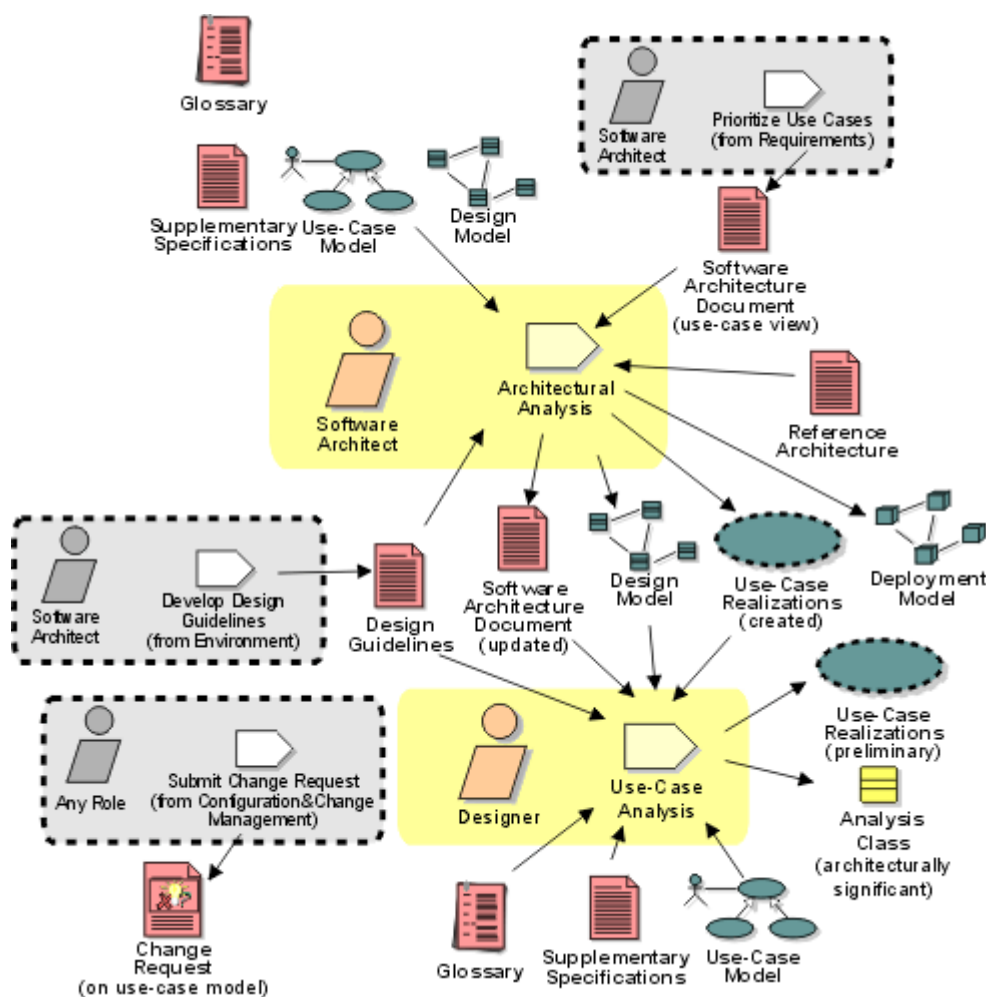 Glossary
Software
Architect
Prioritize Use Cases
(from Requirements)
Supplementary
Specifications
Use-Case
Model
Design
Model
Software
Architecture
Document
(use-case view)
Software
Architect
Architectural
Analysis
Reference
Architecture
Software
Architect
Develop Design
Guidelines
(from Environment)
Design
Guidelines
Software
Architecture
Document
(updated)
Design
Model
Use-Case
Realizations
(created)
Deployment
Model
Any Role
Submit Change Request
(from Configuration&Change
Management)
Designer
Use-Case
Analysis
Use-Case
Realizations
(preliminary)
Analysis
Class
(architecturally
significant)
Change
Request
(on use-case model)
Glossary
Supplementary
Specifications
Use-Case
Model